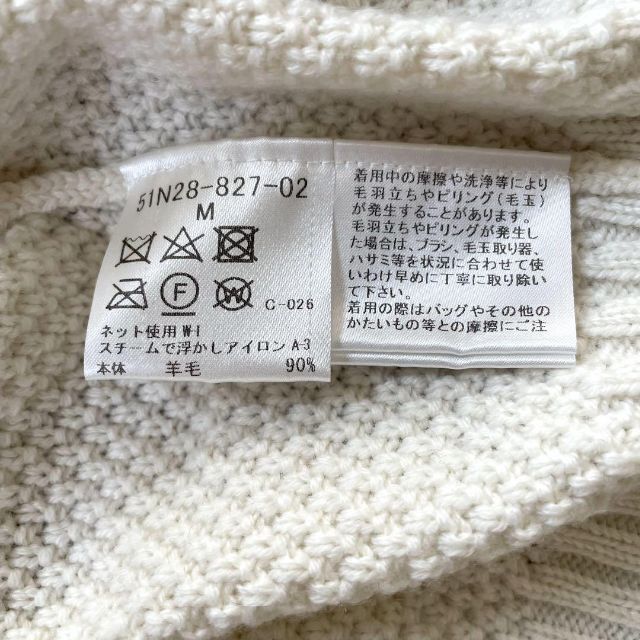 51N28-827-02
M
F
W
C-026
ネット使用 W-1
スチームで浮かしアイロン A-3
本体 羊毛 90%
着用中の摩擦や洗浄等により
毛羽立ちやピリング(毛玉)
が発生することがあります。
毛羽立ちやピリングが発生し
た場合は、ブラシ、毛玉取り器、
ハサミ等を状況に合わせて使
いわけ早めに丁寧に取り除い
て下さい。
着用の際はバッグやその他の
かたいもの等との摩擦にご注